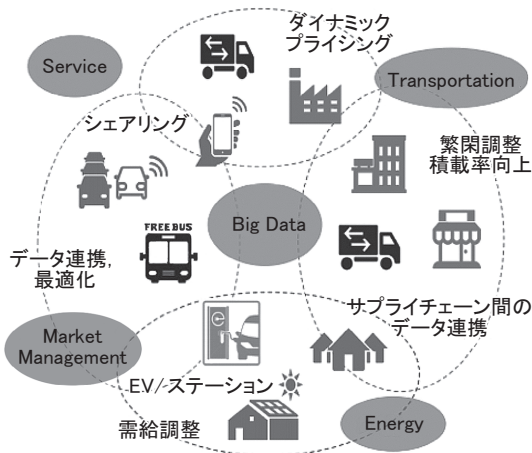 ダイナミック
プライシング
Service
Transportation
シェアリング
繁閑調整
積載率向上
FREE BUS
Big Data
データ連携,
最適化
サプライチェーン間の
データ連携
Market
Management
EV/ステーション
需給調整
Energy